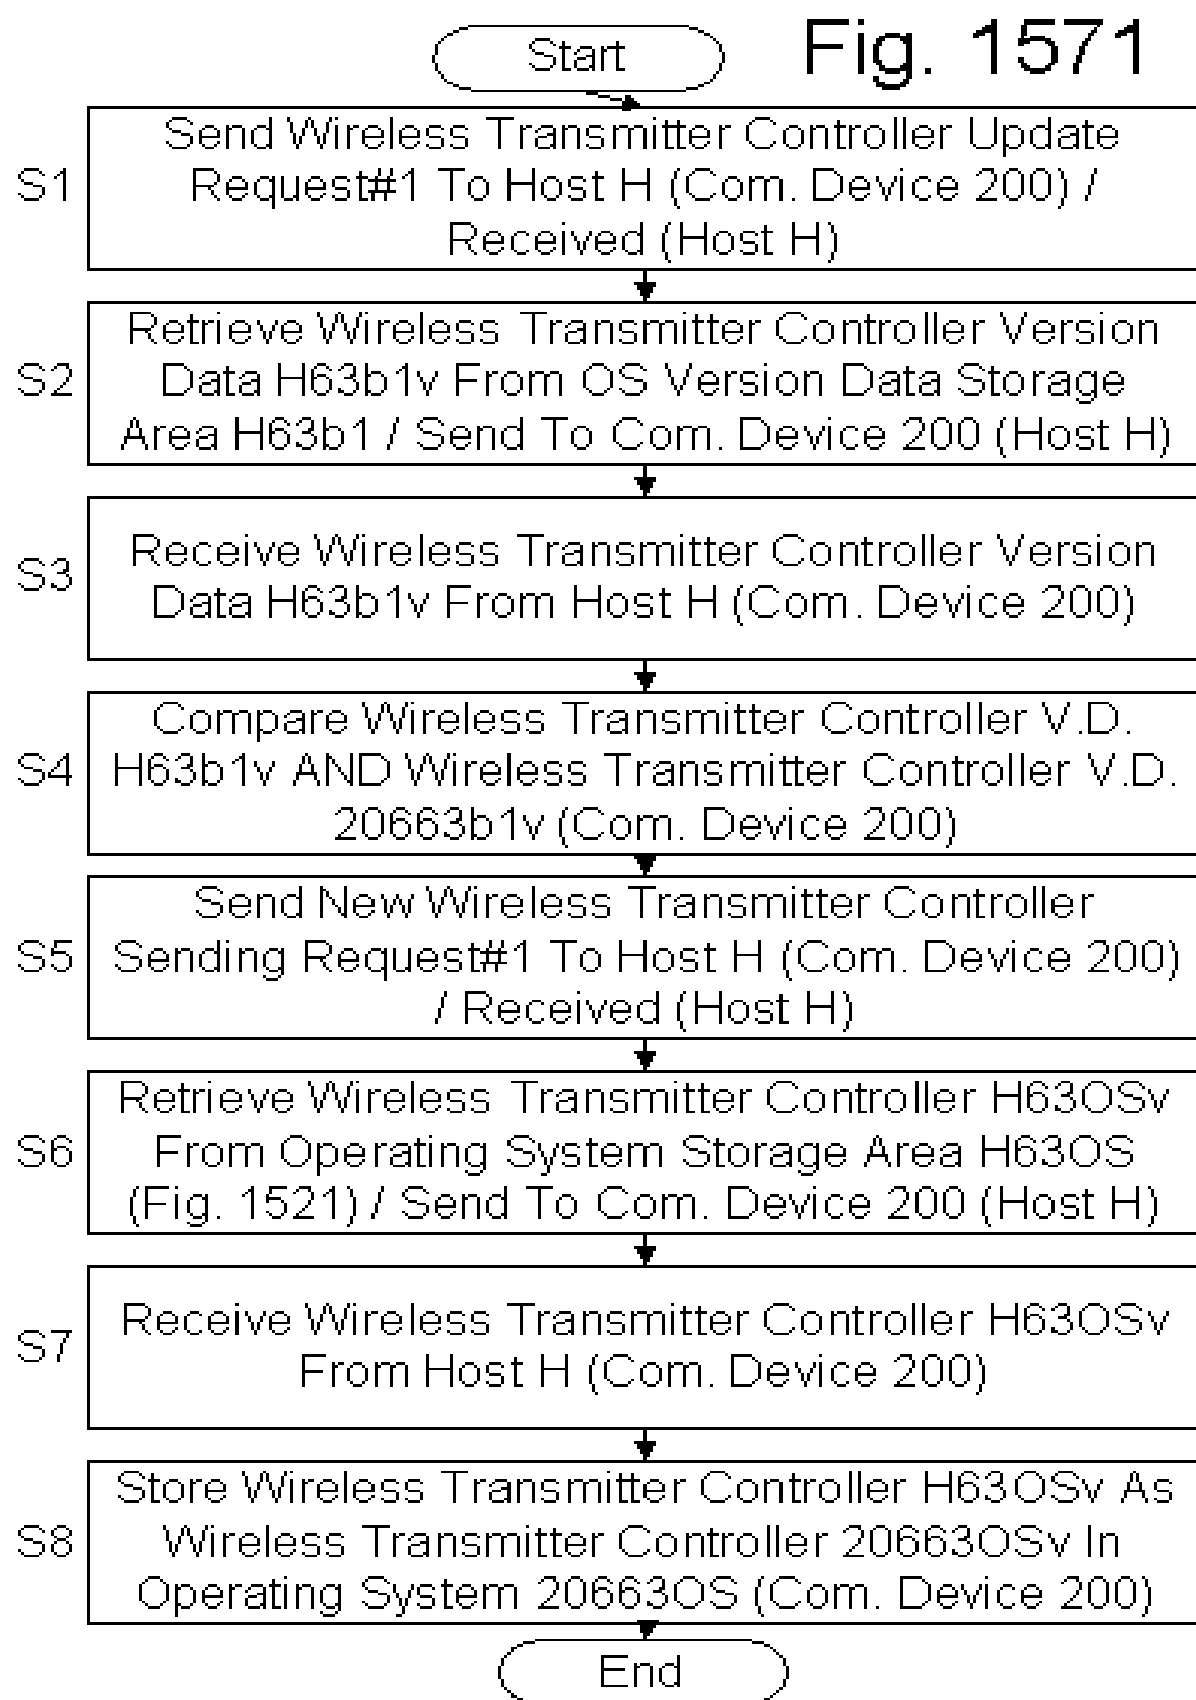 Start
Fig. 1571
S1
Send Wireless Transmitter Controller Update
Request#1 To Host H (Com. Device 200) /
Received (Host H)
S2
Retrieve Wireless Transmitter Controller Version
Data H63b1v From OS Version Data Storage
Area H63b1 / Send To Com. Device 200 (Host H)
S3
Receive Wireless Transmitter Controller Version
Data H63b1v From Host H (Com. Device 200)
S4
Compare Wireless Transmitter Controller V.D.
H63b1v AND Wireless Transmitter Controller V.D.
20663b1v (Com. Device 200)
S5
Send New Wireless Transmitter Controller
Sending Request#1 To Host H (Com. Device 200)
/ Received (Host H)
S6
Retrieve Wireless Transmitter Controller H63OSv
From Operating System Storage Area H63OS
(Fig. 1521) / Send To Com. Device 200 (Host H)
S7
Receive Wireless Transmitter Controller H63OSv
From Host H (Com. Device 200)
S8
Store Wireless Transmitter Controller H63OSv As
Wireless Transmitter Controller 20663OSv In
Operating System 20663OS (Com. Device 200)
End